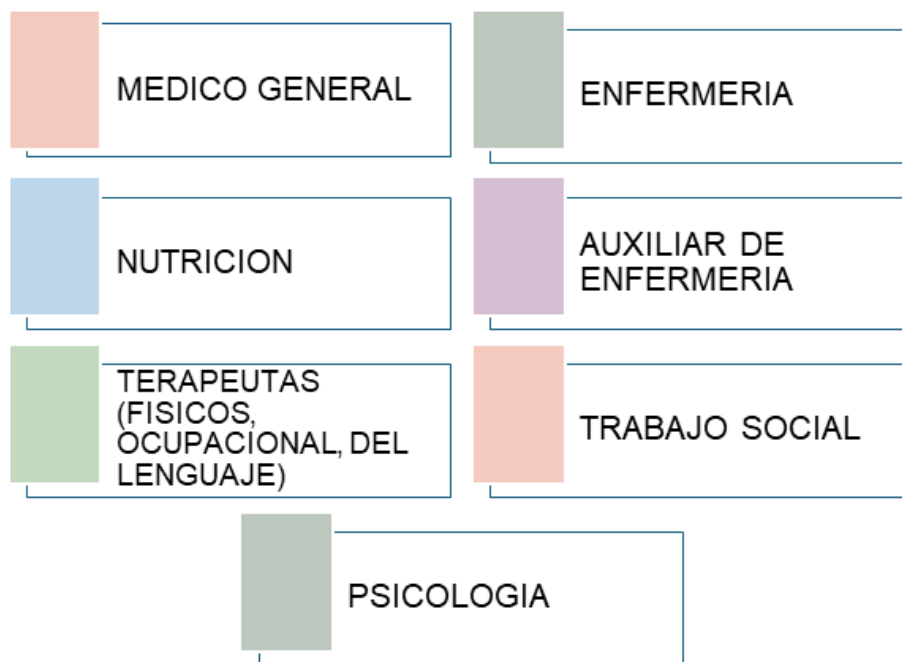 MEDICO GENERAL
ENFERMERIA
NUTRICION
AUXILIAR DE
ENFERMERIA
TERAPEUTAS
(FISICOS,
OCUPACIONAL, DEL
LENGUAJE)
TRABAJO SOCIAL
PSICOLOGIA